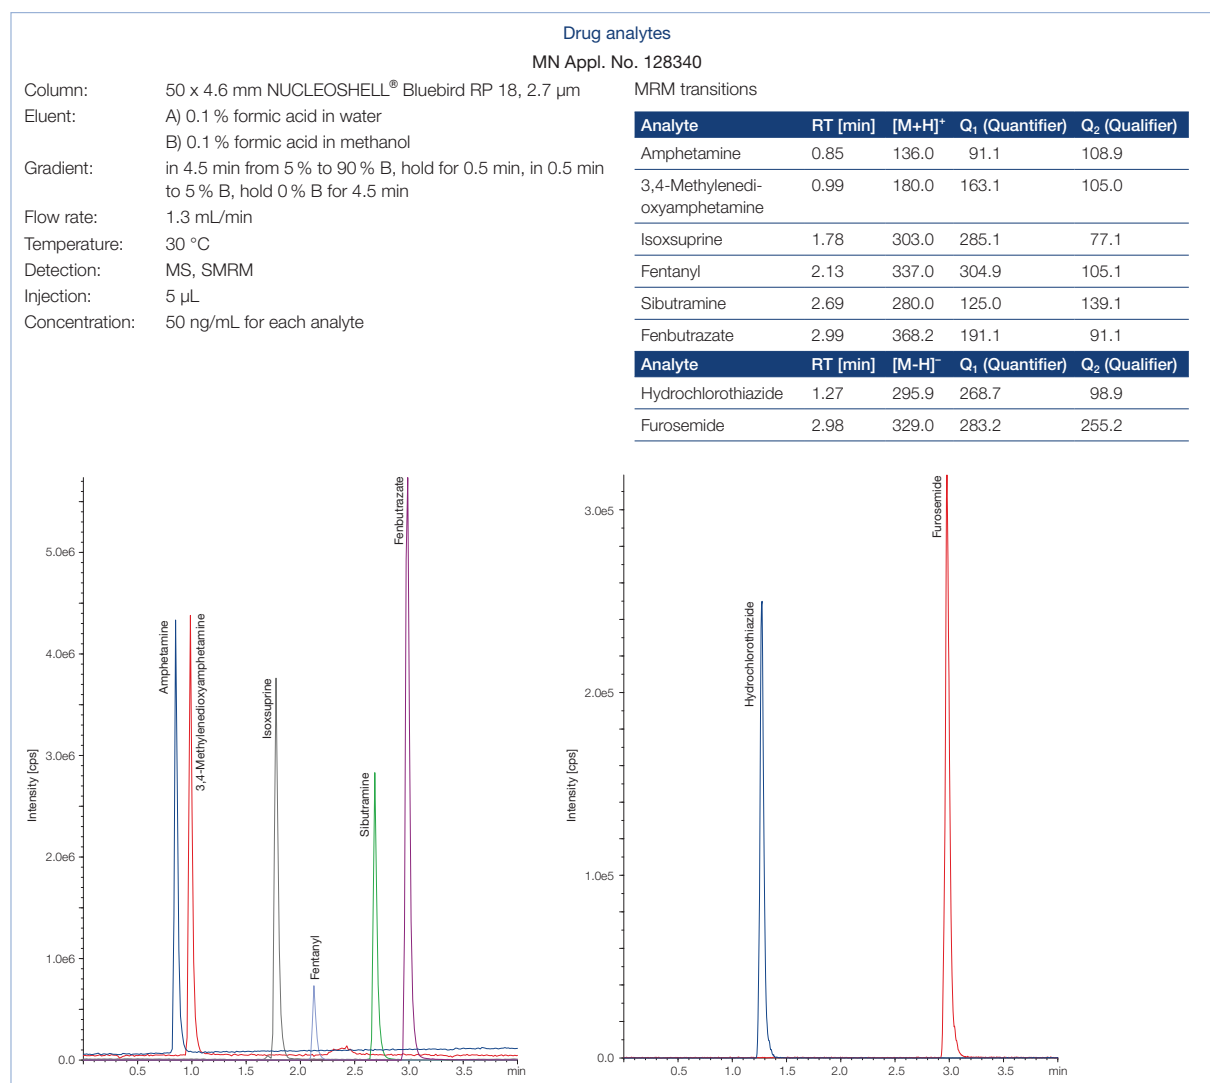 Drug analytes
MN Appl. No. 128340
Column: 50 x 4.6 mm NUCLEOSHELL® Bluebird RP 18, 2.7 µm
Eluent: A) 0.1 % formic acid in water
B) 0.1 % formic acid in methanol
Gradient: in 4.5 min from 5 % to 90 % B, hold for 0.5 min, in 0.5 min
to 5 % B, hold 0 % B for 4.5 min
Flow rate: 1.3 mL/min
Temperature: 30 °C
Detection: MS, SMRM
Injection: 5 µL
Concentration: 50 ng/mL for each analyte
MRM transitions
Analyte RT [min] [M+H]⁺ Q₁ (Quantifier) Q₂ (Qualifier)
Amphetamine 0.85 136.0 91.1 108.9
3,4-Methylenedi-
oxyamphetamine 0.99 180.0 163.1 105.0
Isoxsuprine 1.78 303.0 285.1 77.1
Fentanyl 2.13 337.0 304.9 105.1
Sibutramine 2.69 280.0 125.0 139.1
Fenbutrazate 2.99 368.2 191.1 91.1
Analyte RT [min] [M-H]⁻ Q₁ (Quantifier) Q₂ (Qualifier)
Hydrochlorothiazide 1.27 295.9 268.7 98.9
Furosemide 2.98 329.0 283.2 255.2
Intensity [cps]
5.0e6
4.0e6
3.0e6
2.0e6
1.0e6
0.0
Amphetamine
3,4-Methylenedioxyamphetamine
Isoxsuprine
Fentanyl
Sibutramine
Fenbutrazate
0.5 1.0 1.5 2.0 2.5 3.0 3.5 min
Intensity [cps]
3.0e5
2.0e5
1.0e5
0.0
Hydrochlorothiazide
Furosemide
0.5 1.0 1.5 2.0 2.5 3.0 3.5 min